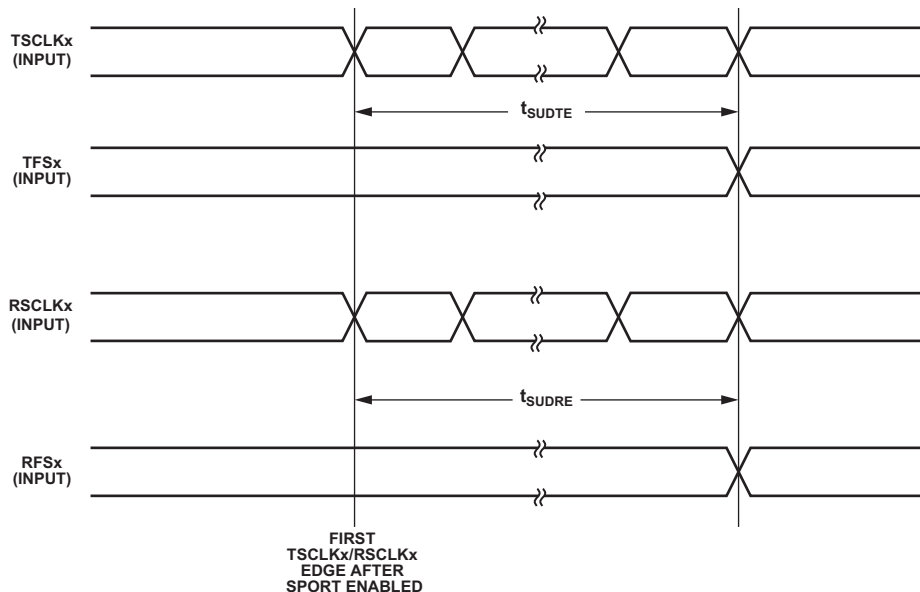 TSCLKx
(INPUT)
tSUDTE
TFSx
(INPUT)
RSCLKx
(INPUT)
tSUDRE
RFSx
(INPUT)
FIRST
TSCLKx/RSCLKx
EDGE AFTER
SPORT ENABLED